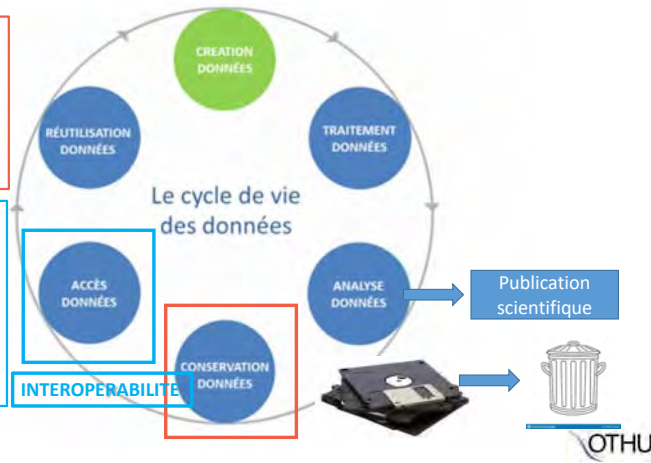 CREATION
DONNÉES
RÉUTILISATION
DONNÉES
TRAITEMENT
DONNÉES
Le cycle de vie
des données
ACCÈS
DONNÉES
ANALYSE
DONNÉES
Publication
scientifique
CONSERVATION
DONNÉES
INTEROPERABILITE
OTHU